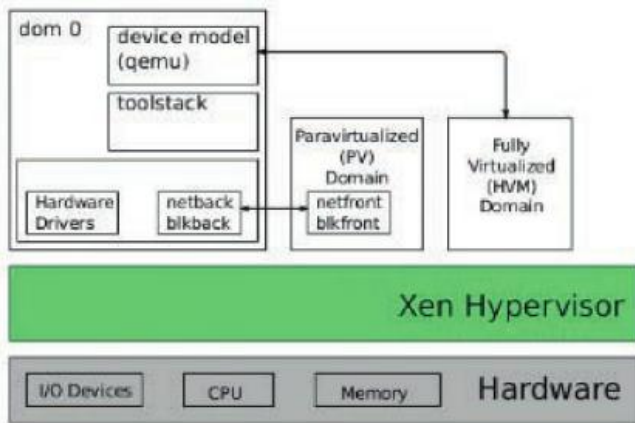 dom 0
device model
(qemu)
toolstack
Hardware
Drivers
netback
blkback
Paravirtualized
(PV)
Domain
netfront
blkfront
Fully
Virtualized
(HVM)
Domain
Xen Hypervisor
I/O Devices
CPU
Memory
Hardware